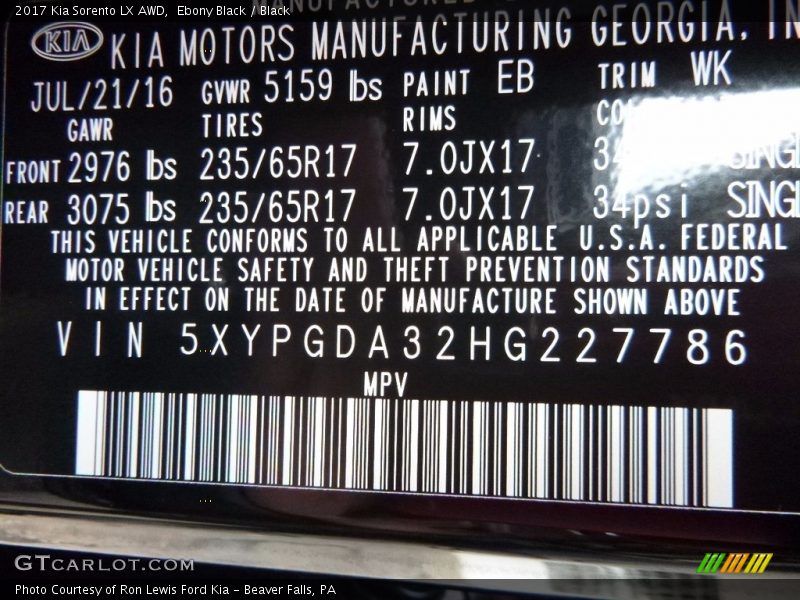 2017 Kia Sorento LX AWD, Ebony Black / Black
MANUFACTURED
KIA KIA MOTORS MANUFACTURING GEORGIA, IN
JUL/21/16 GVWR 5159 lbs PAINT EB TRIM WK
GAWR TIRES RIMS
FRONT 2976 lbs 235/65R17 7.0JX17 SINGL
REAR 3075 lbs 235/65R17 7.0JX17 34psi SINGL
THIS VEHICLE CONFORMS TO ALL APPLICABLE U.S.A. FEDERAL
MOTOR VEHICLE SAFETY AND THEFT PREVENTION STANDARDS
IN EFFECT ON THE DATE OF MANUFACTURE SHOWN ABOVE
VIN 5XYPGDA32HG227786
MPV
GTCARLOT.COM
Photo Courtesy of Ron Lewis Ford Kia - Beaver Falls, PA